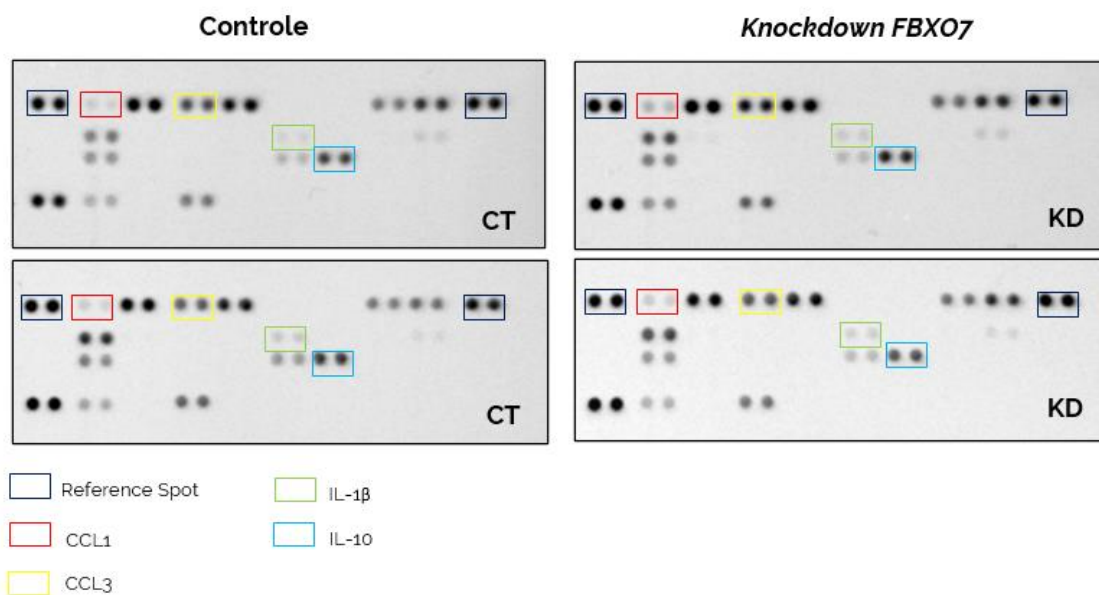 Controle
Knockdown FBXO7
CT
KD
CT
KD
Reference Spot
IL-1β
CCL1
IL-10
CCL3